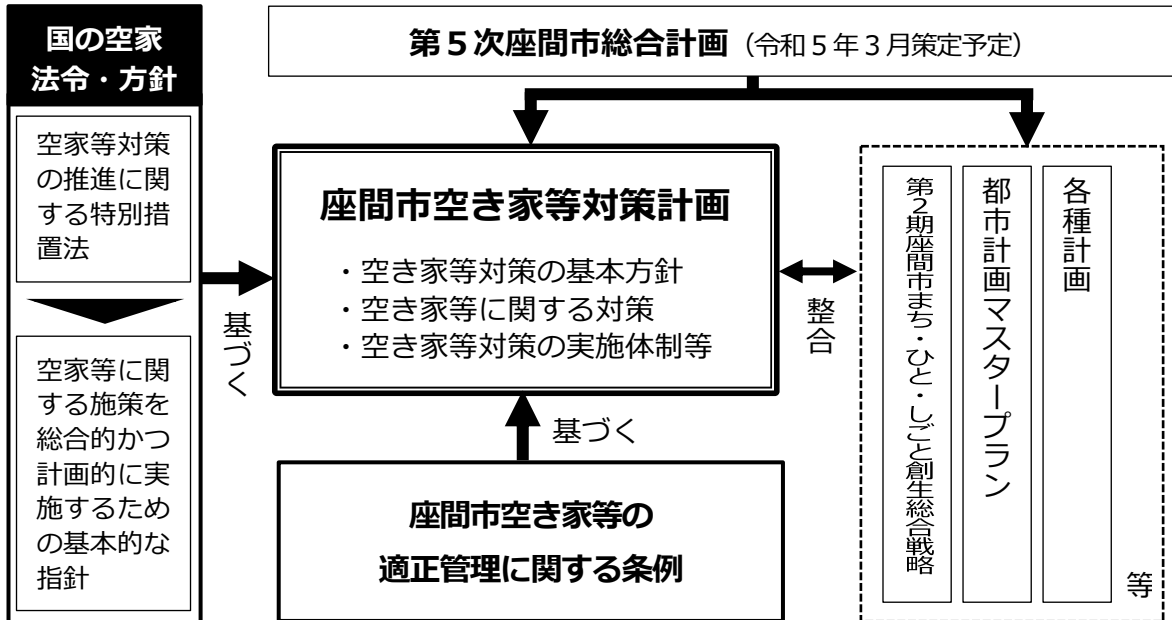 国の空家
法令・方針
空家等対策
の推進に関
する特別措
置法
空家等に関
する施策を
総合的かつ
計画的に実
施するため
の基本的な
指針
基づく
第５次座間市総合計画（令和５年３月策定予定）
座間市空き家等対策計画
・空き家等対策の基本方針
・空き家等に関する対策
・空き家等対策の実施体制等
基づく
座間市空き家等の
適正管理に関する条例
整合
各種計画
都市計画マスタープラン
第２期座間市まち・ひと・しごと創生総合戦略
等